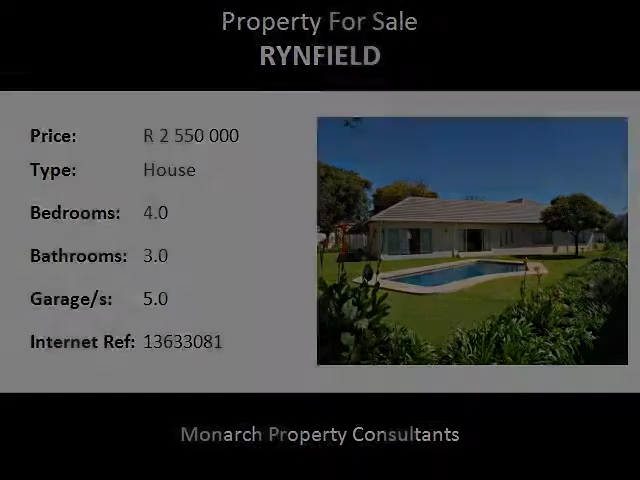 Property For Sale
RYNFIELD
Price: R 2 550 000
Type: House
Bedrooms: 4.0
Bathrooms: 3.0
Garage/s: 5.0
Internet Ref: 13633081
Monarch Property Consultants